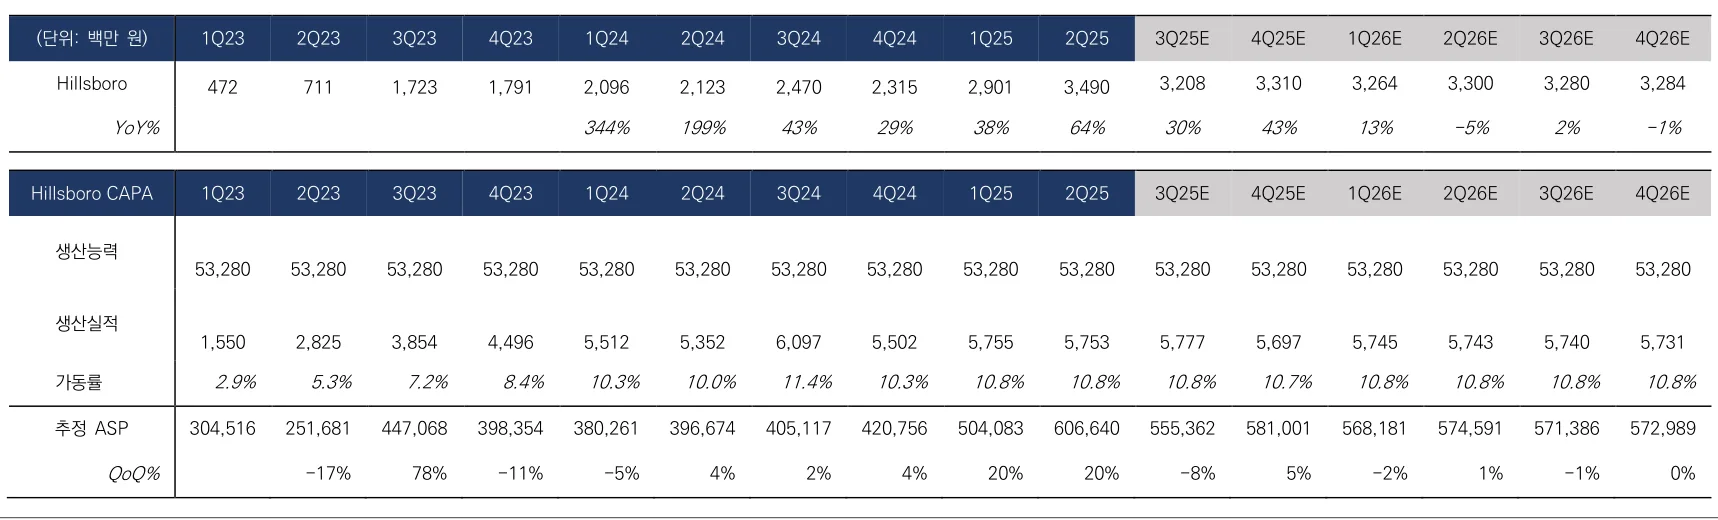 (단위: 백만 원) 1Q23 2Q23 3Q23 4Q23 1Q24 2Q24 3Q24 4Q24 1Q25 2Q25 3Q25E 4Q25E 1Q26E 2Q26E 3Q26E 4Q26E
Hillsboro 472 711 1,723 1,791 2,096 2,123 2,470 2,315 2,901 3,490 3,208 3,310 3,264 3,300 3,280 3,284
YoY% 344% 199% 43% 29% 38% 64% 30% 43% 13% -5% 2% -1%
Hillsboro CAPA 1Q23 2Q23 3Q23 4Q23 1Q24 2Q24 3Q24 4Q24 1Q25 2Q25 3Q25E 4Q25E 1Q26E 2Q26E 3Q26E 4Q26E
생산능력 53,280 53,280 53,280 53,280 53,280 53,280 53,280 53,280 53,280 53,280 53,280 53,280 53,280 53,280 53,280 53,280
생산실적 1,550 2,825 3,854 4,496 5,512 5,352 6,097 5,502 5,755 5,753 5,777 5,697 5,745 5,743 5,740 5,731
가동률 2.9% 5.3% 7.2% 8.4% 10.3% 10.0% 11.4% 10.3% 10.8% 10.8% 10.8% 10.7% 10.8% 10.8% 10.8% 10.8%
추정 ASP 304,516 251,681 447,068 398,354 380,261 396,674 405,117 420,756 504,083 606,640 555,362 581,001 568,181 574,591 571,386 572,989
QoQ% -17% 78% -11% -5% 4% 2% 4% 20% 20% -8% 5% -2% 1% -1% 0%